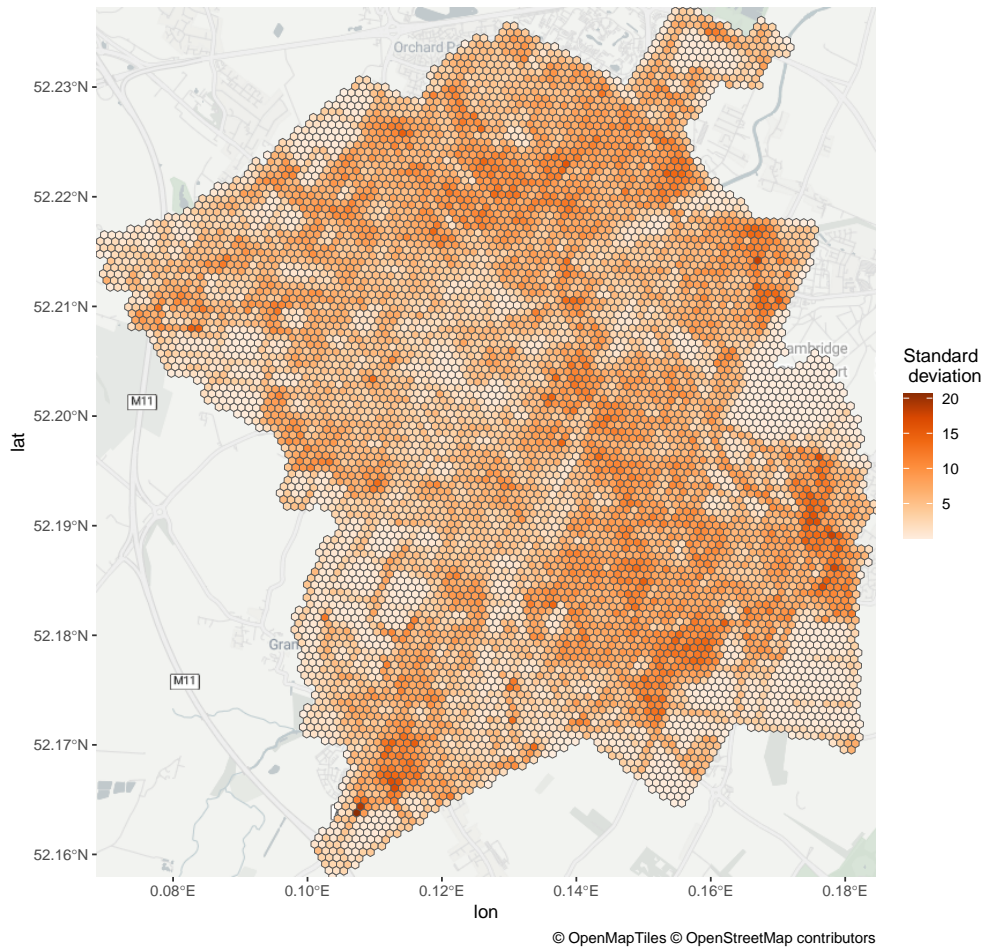 Orchard P
52.23°N
52.22°N
52.21°N
ambridge
rt
52.20°N
M11
52.19°N
52.18°N
Gran
M11
52.17°N
52.16°N
0.08°E
0.10°E
0.12°E
0.14°E
0.16°E
0.18°E
lat
lon
Standard
deviation
20
15
10
5
© OpenMapTiles © OpenStreetMap contributors